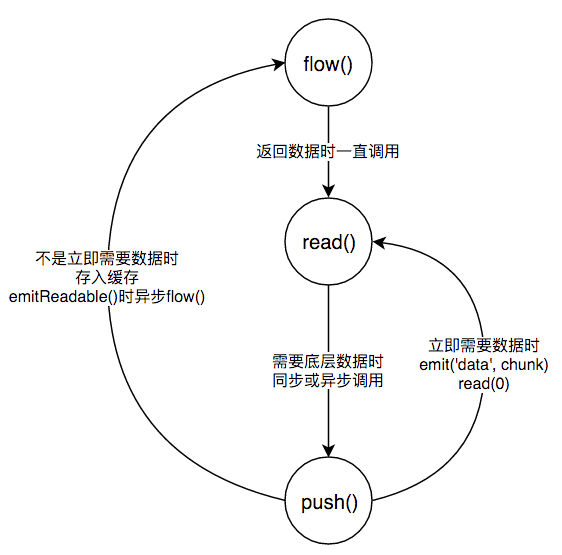 flow()
返回数据时一直调用
read()
不是立即需要数据时
存入缓存
emitReadable()时异步flow()
立即需要数据时
emit('data', chunk)
read(0)
需要底层数据时
同步或异步调用
push()